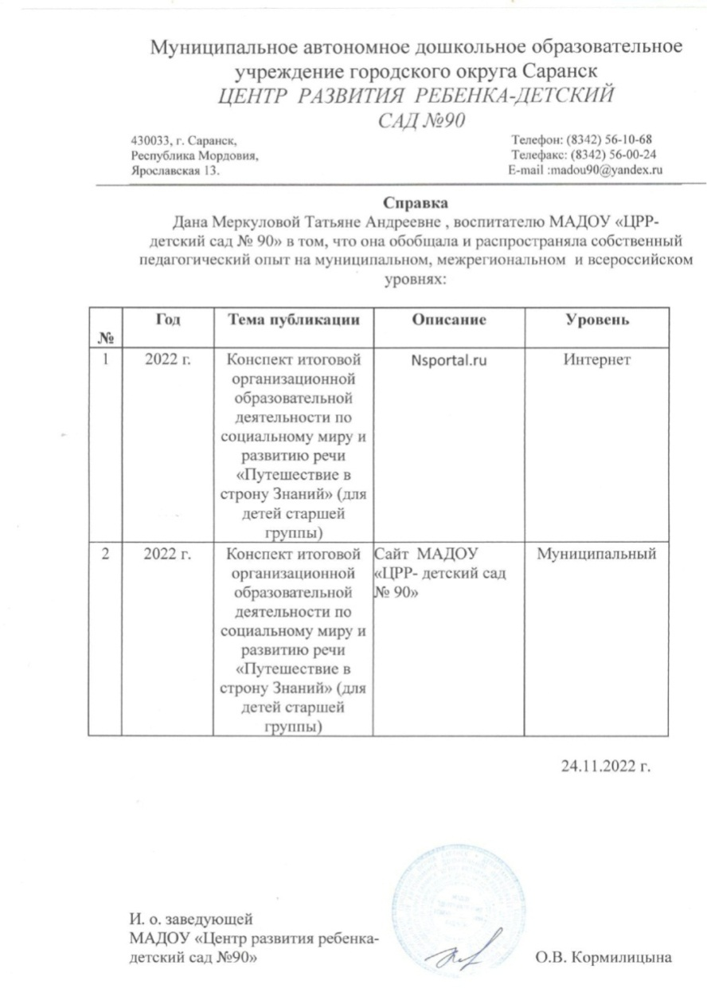 Муниципальное автономное дошкольное образовательное
учреждение городского округа Саранск
ЦЕНТР РАЗВИТИЯ РЕБЕНКА-ДЕТСКИЙ
САД №90
430033, г. Саранск,
Республика Мордовия,
Ярославская 13.
Телефон: (8342) 56-10-68
Телефакс: (8342) 56-00-24
E-mail :madou90@yandex.ru
Справка
Дана Меркуловой Татьяне Андреевне , воспитателю МАДОУ «ЦРР-
детский сад № 90» в том, что она обобщала и распространяла собственный
педагогический опыт на муниципальном, межрегиональном и всероссийском
уровнях:
№ Год Тема публикации Описание Уровень
1 2022 г. Конспект итоговой Nsportal.ru Интернет
организационной
образовательной
деятельности по
социальному миру и
развитию речи
«Путешествие в
строну Знаний» (для
детей старшей
группы)
2 2022 г. Конспект итоговой Сайт МАДОУ Муниципальный
организационной «ЦРР- детский сад
образовательной № 90»
деятельности по
социальному миру и
развитию речи
«Путешествие в
строну Знаний» (для
детей старшей
группы)
24.11.2022 г.
И. о. заведующей
МАДОУ «Центр развития ребенка-
детский сад №90»
О.В. Кормилицына